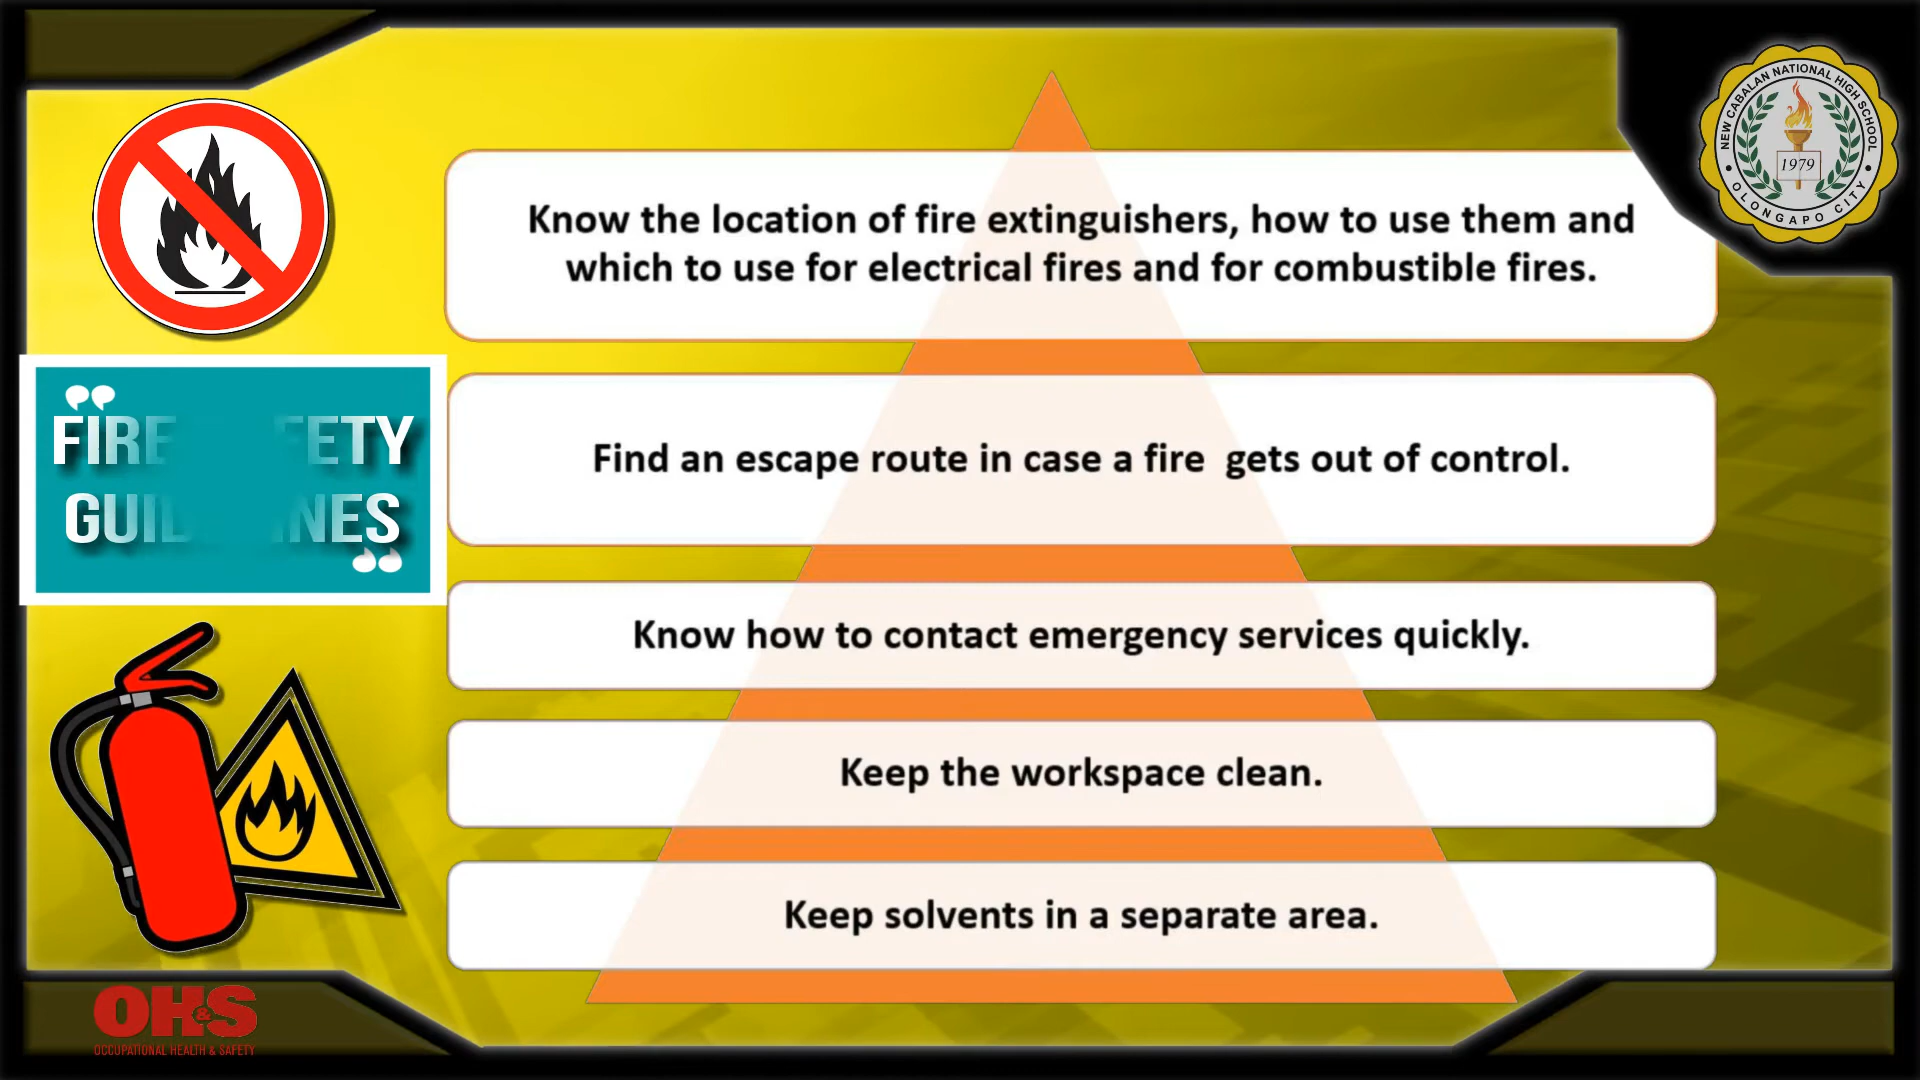 NEW CABALAN NATIONAL HIGH SCHOOL
1979
• OLONGAPO CITY •
Know the location of fire extinguishers, how to use them and
which to use for electrical fires and for combustible fires.
Find an escape route in case a fire gets out of control.
Know how to contact emergency services quickly.
Keep the workspace clean.
Keep solvents in a separate area.
OH&S
OCCUPATIONAL HEALTH & SAFETY